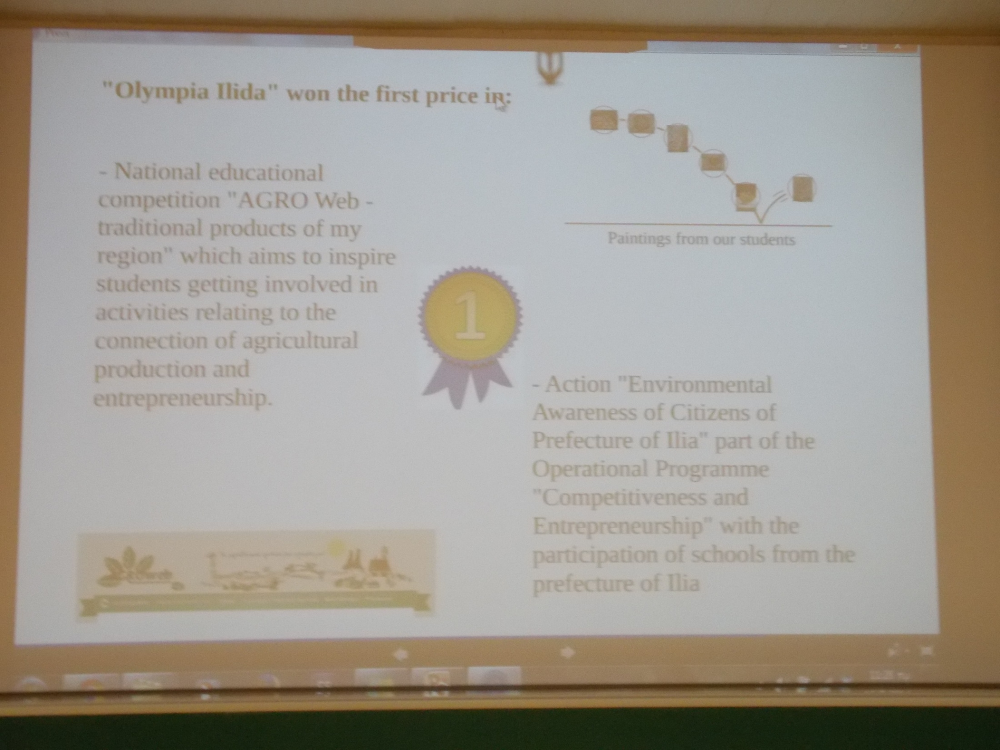 Prezi
"Olympia Ilida" won the first price in:
- National educational
competition "AGRO Web -
traditional products of my
region" which aims to inspire
students getting involved in
activities relating to the
connection of agricultural
production and
entrepreneurship.
Paintings from our students
1
- Action "Environmental
Awareness of Citizens of
Prefecture of Ilia" part of the
Operational Programme
"Competitiveness and
Entrepreneurship" with the
participation of schools from the
prefecture of Ilia